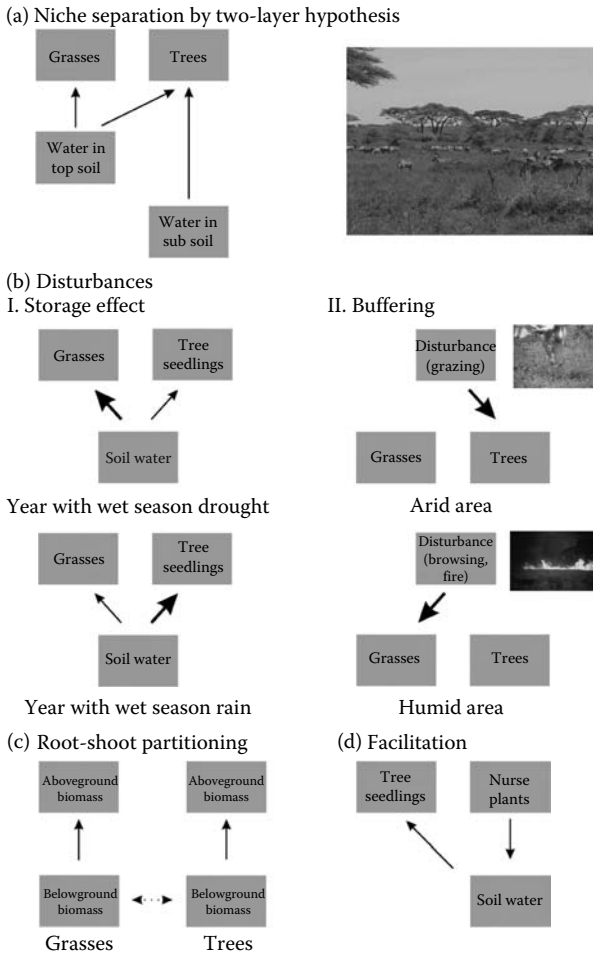 (a) Niche separation by two-layer hypothesis
Grasses
Trees
Water in
top soil
Water in
sub soil
(b) Disturbances
I. Storage effect
II. Buffering
Grasses
Tree
seedlings
Soil water
Year with wet season drought
Disturbance
(grazing)
Grasses
Trees
Arid area
Grasses
Tree
seedlings
Soil water
Year with wet season rain
Disturbance
(browsing,
fire)
Grasses
Trees
Humid area
(c) Root-shoot partitioning
Aboveground
biomass
Aboveground
biomass
Belowground
biomass
Belowground
biomass
Grasses
Trees
(d) Facilitation
Tree
seedlings
Nurse
plants
Soil water